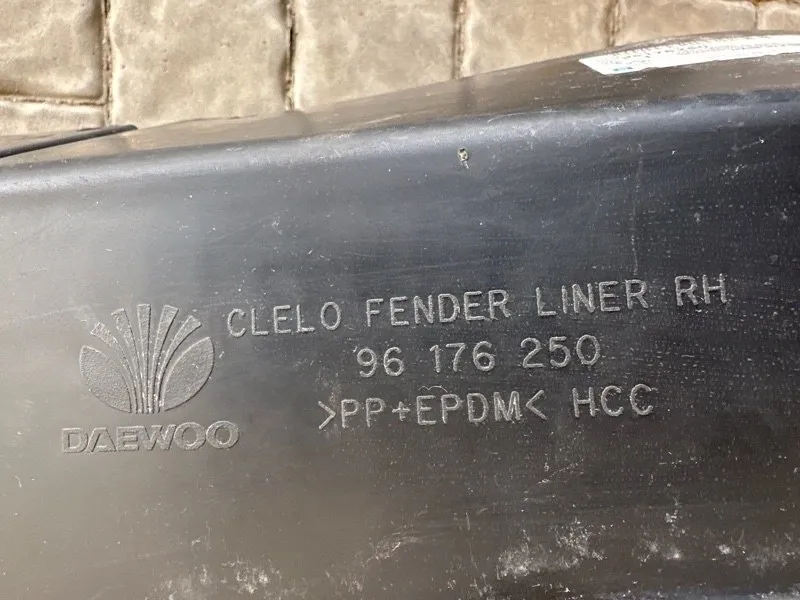 CLELO FENDER LINER RH
96 176 250
>PP+EPDM< HCC
DAEWOO